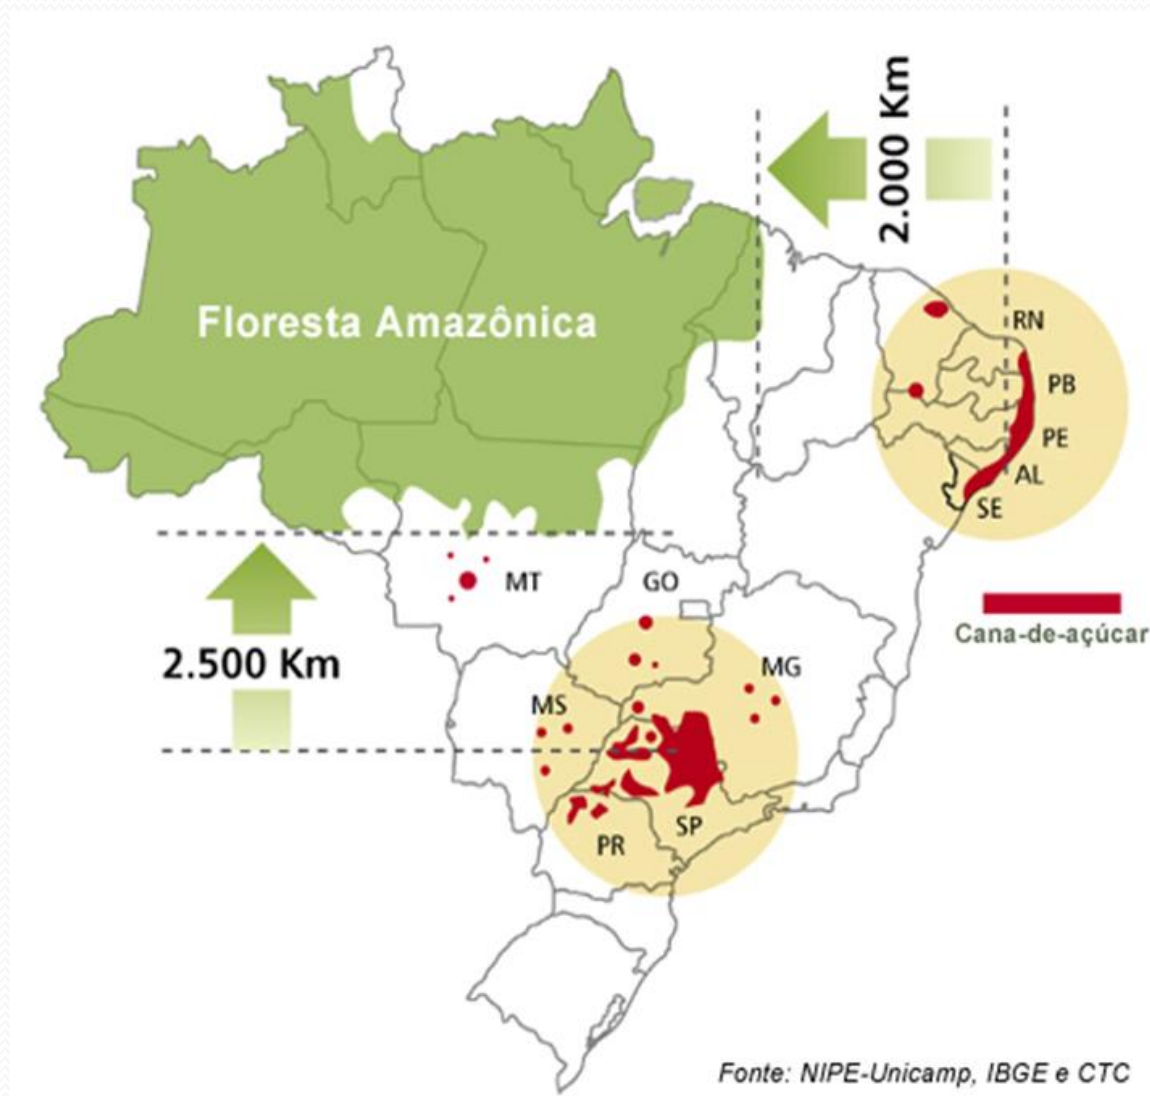 2.000 Km
Floresta Amazônica
RN
PB
PE
AL
SE
MT
GO
Cana-de-açúcar
2.500 Km
MG
MS
SP
PR
Fonte: NIPE-Unicamp, IBGE e CTC